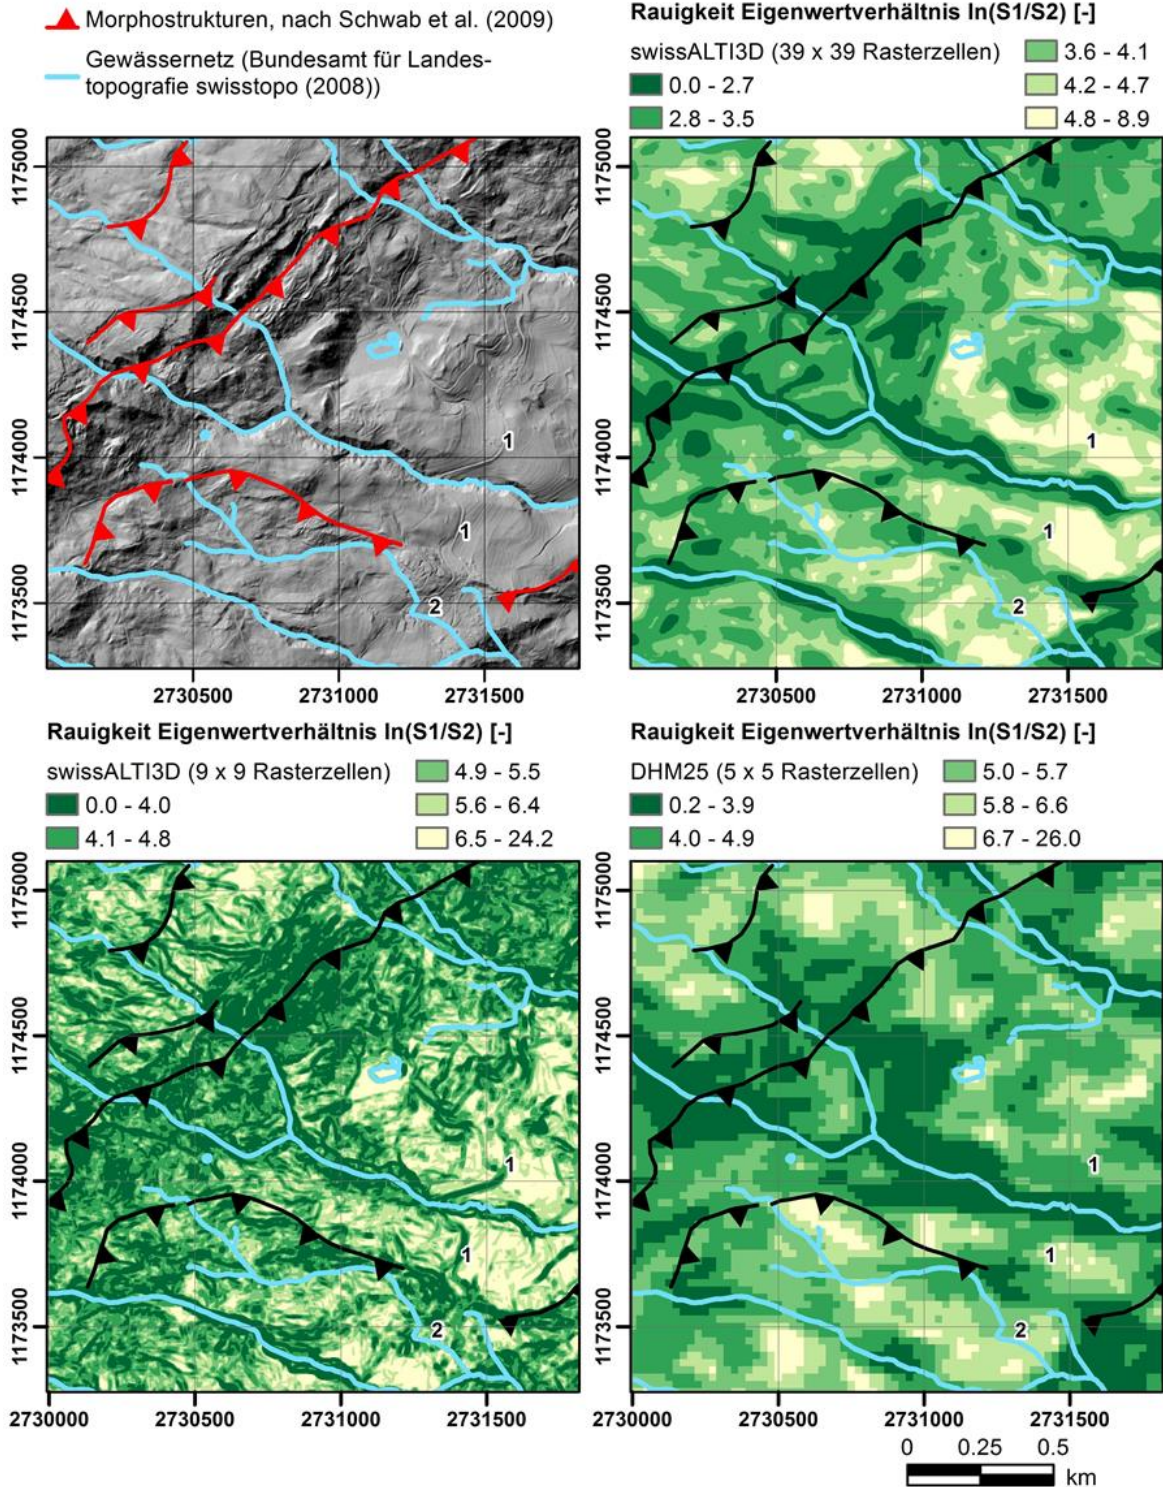 Morphostrukturen, nach Schwab et al. (2009)
Gewässernetz (Bundesamt für Landes-
topografie swisstopo (2008))
Rauigkeit Eigenwertverhältnis ln(S1/S2) [-]
swissALTI3D (39 x 39 Rasterzellen)
0.0 - 2.7
2.8 - 3.5
3.6 - 4.1
4.2 - 4.7
4.8 - 8.9
1175000
1174500
1174000
1173500
1
1
2
2730500
2731000
2731500
1175000
1174500
1174000
1173500
1
1
2
2730500
2731000
2731500
Rauigkeit Eigenwertverhältnis ln(S1/S2) [-]
swissALTI3D (9 x 9 Rasterzellen)
0.0 - 4.0
4.1 - 4.8
4.9 - 5.5
5.6 - 6.4
6.5 - 24.2
Rauigkeit Eigenwertverhältnis ln(S1/S2) [-]
DHM25 (5 x 5 Rasterzellen)
0.2 - 3.9
4.0 - 4.9
5.0 - 5.7
5.8 - 6.6
6.7 - 26.0
1175000
1174500
1174000
1173500
1
1
2
2730000
2730500
2731000
2731500
1175000
1174500
1174000
1173500
1
1
2
2730000
2730500
2731000
2731500
0 0.25 0.5
km